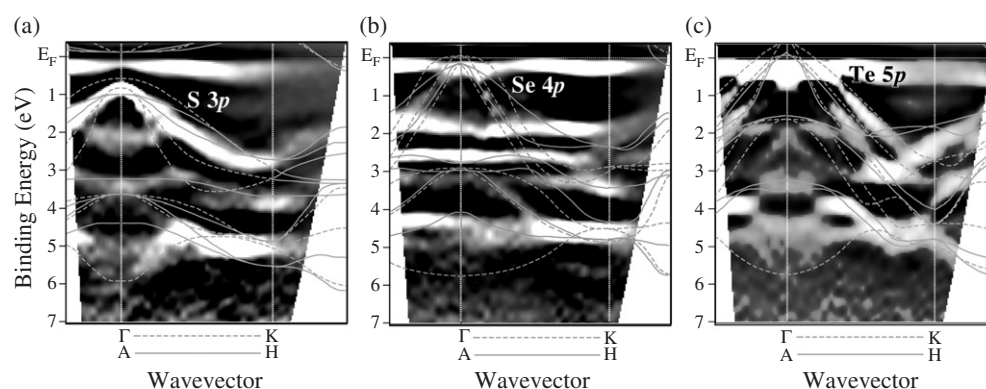 (a)
(b)
(c)
Binding Energy (eV)
E_F
1
2
3
4
5
6
7
S 3p
Γ K
A H
Wavevector
E_F
1
2
3
4
5
6
7
Se 4p
Γ K
A H
Wavevector
E_F
1
2
3
4
5
6
7
Te 5p
Γ K
A H
Wavevector